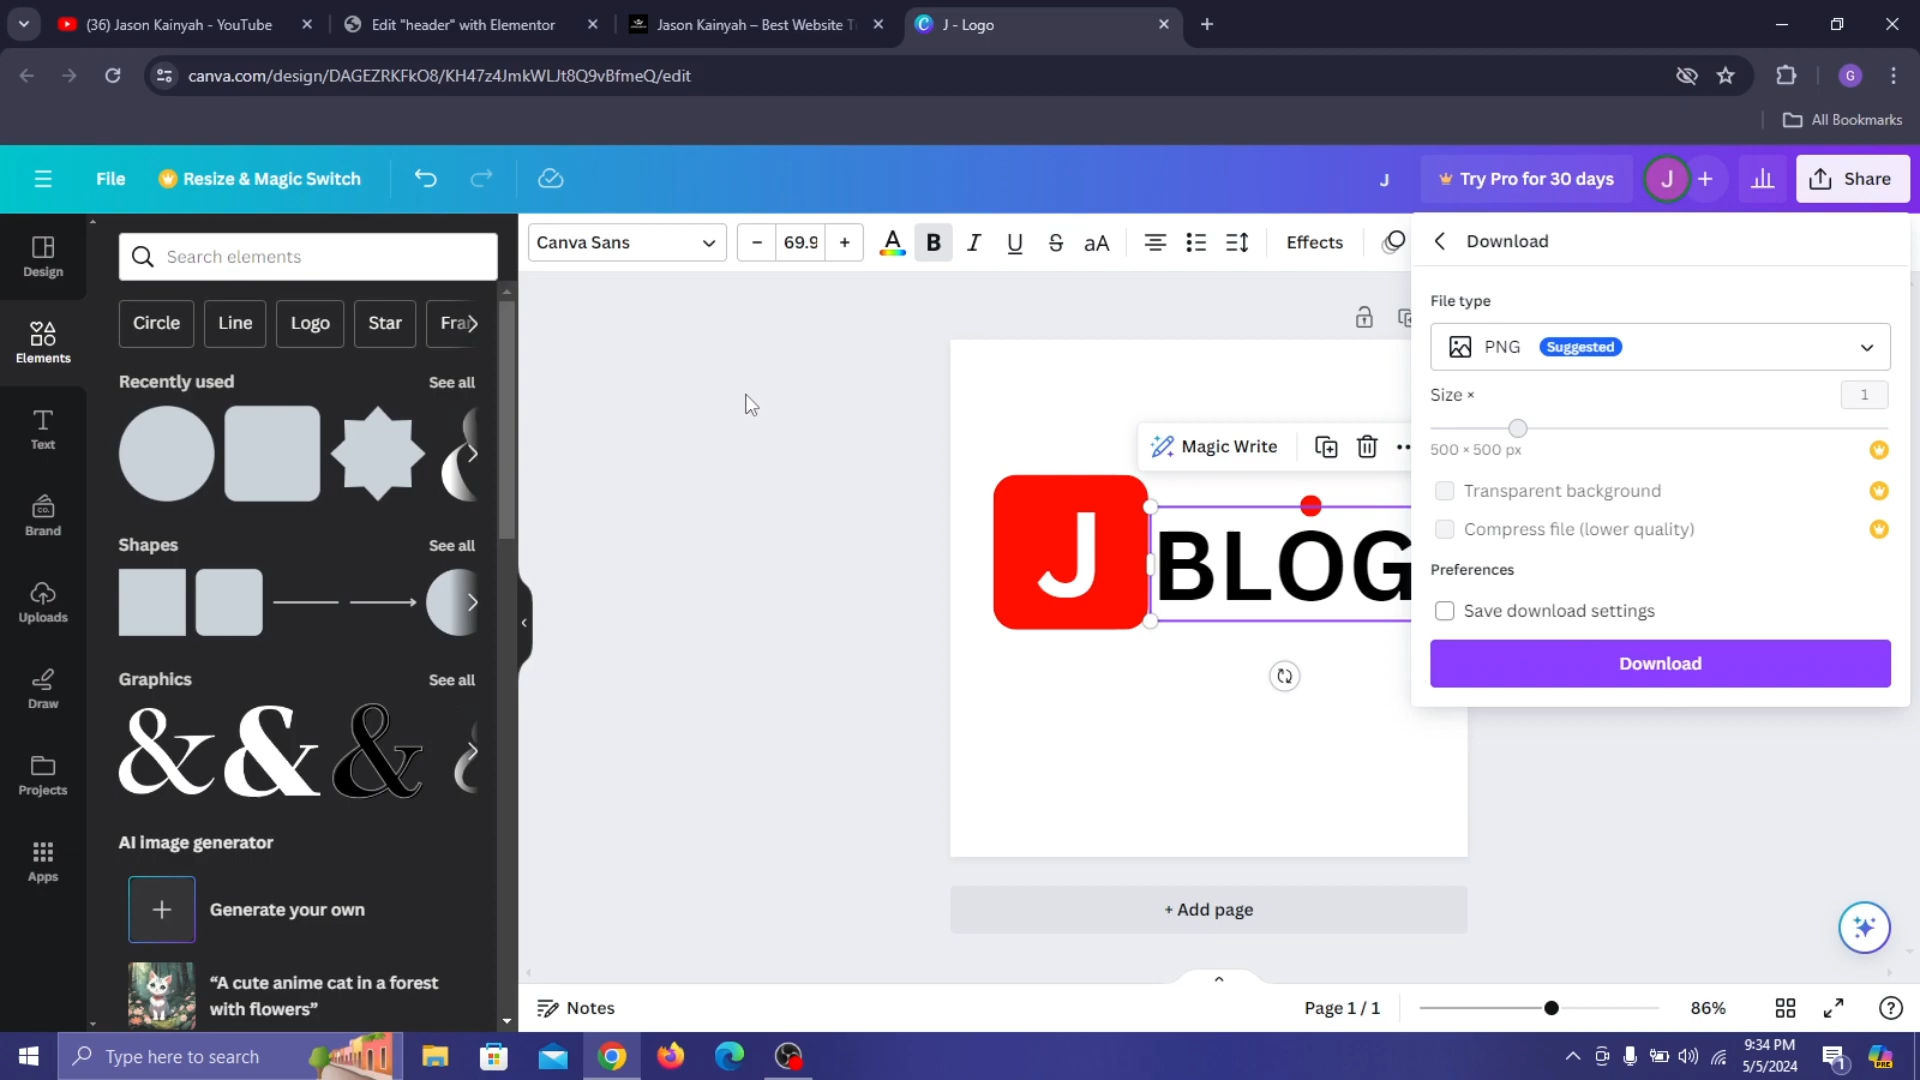 (36) Jason Kainyah - YouTube
Edit "header" with Elementor
Jason Kainyah – Best Website T
J - Logo
canva.com/design/DAGEZRKFkO8/KH47z4JmkWLJt8Q9vBfmeQ/edit
G
All Bookmarks
File
Resize & Magic Switch
J
Try Pro for 30 days
J
Share
Design
Elements
Text
Brand
Uploads
Draw
Projects
Apps
Search elements
Circle
Line
Logo
Star
Fra
Recently used
See all
Shapes
See all
Graphics
See all
& & &
AI image generator
Generate your own
“A cute anime cat in a forest
with flowers”
Canva Sans
– 69.9 +
A B I U S aA
Effects
Magic Write
J BLOG
+ Add page
Download
File type
PNG
Suggested
Size ×
1
500 × 500 px
Transparent background
Compress file (lower quality)
Preferences
Save download settings
Download
Notes
Page 1 / 1
86%
Type here to search
9:34 PM
5/5/2024
1
PRE